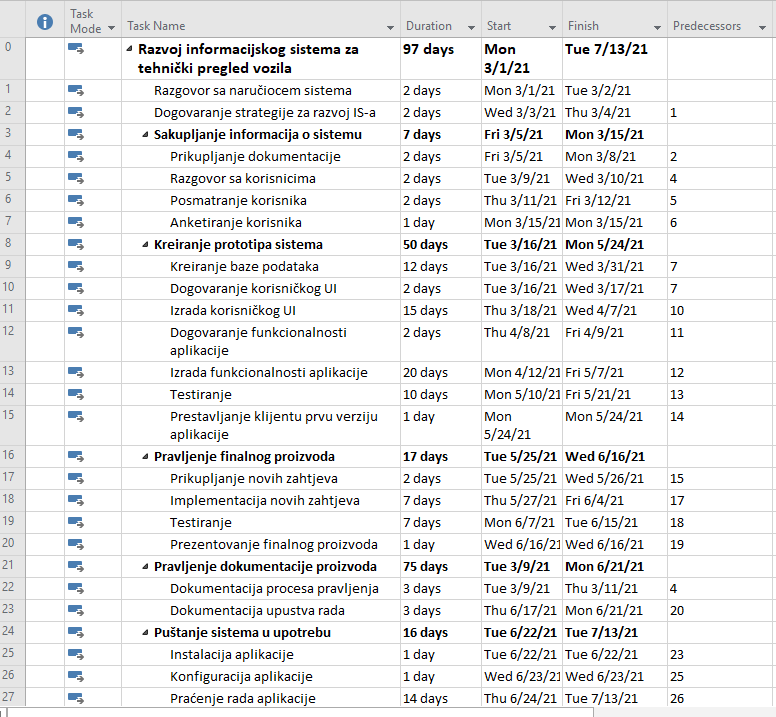 Task Mode Task Name Duration Start Finish Predecessors
0 Razvoj informacijskog sistema za tehnički pregled vozila 97 days Mon 3/1/21 Tue 7/13/21
1 Razgovor sa naručiocem sistema 2 days Mon 3/1/21 Tue 3/2/21
2 Dogovaranje strategije za razvoj IS-a 2 days Wed 3/3/21 Thu 3/4/21 1
3 Sakupljanje informacija o sistemu 7 days Fri 3/5/21 Mon 3/15/21
4 Prikupljanje dokumentacije 2 days Fri 3/5/21 Mon 3/8/21 2
5 Razgovor sa korisnicima 2 days Tue 3/9/21 Wed 3/10/21 4
6 Posmatranje korisnika 2 days Thu 3/11/21 Fri 3/12/21 5
7 Anketiranje korisnika 1 day Mon 3/15/21 Mon 3/15/21 6
8 Kreiranje prototipa sistema 50 days Tue 3/16/21 Mon 5/24/21
9 Kreiranje baze podataka 12 days Tue 3/16/21 Wed 3/31/21 7
10 Dogovaranje korisničkog UI 2 days Tue 3/16/21 Wed 3/17/21 7
11 Izrada korisničkog UI 15 days Thu 3/18/21 Wed 4/7/21 10
12 Dogovaranje funkcionalnosti aplikacije 2 days Thu 4/8/21 Fri 4/9/21 11
13 Izrada funkcionalnosti aplikacije 20 days Mon 4/12/21 Fri 5/7/21 12
14 Testiranje 10 days Mon 5/10/21 Fri 5/21/21 13
15 Prestavljanje klijentu prvu verziju aplikacije 1 day Mon 5/24/21 Mon 5/24/21 14
16 Pravljenje finalnog proizvoda 17 days Tue 5/25/21 Wed 6/16/21
17 Prikupljanje novih zahtjeva 2 days Tue 5/25/21 Wed 5/26/21 15
18 Implementacija novih zahtjeva 7 days Thu 5/27/21 Fri 6/4/21 17
19 Testiranje 7 days Mon 6/7/21 Tue 6/15/21 18
20 Prezentovanje finalnog proizvoda 1 day Wed 6/16/21 Wed 6/16/21 19
21 Pravljenje dokumentacije proizvoda 75 days Tue 3/9/21 Mon 6/21/21
22 Dokumentacija procesa pravljenja 3 days Tue 3/9/21 Thu 3/11/21 4
23 Dokumentacija upustva rada 3 days Thu 6/17/21 Mon 6/21/21 20
24 Puštanje sistema u upotrebu 16 days Tue 6/22/21 Tue 7/13/21
25 Instalacija aplikacije 1 day Tue 6/22/21 Tue 6/22/21 23
26 Konfiguracija aplikacije 1 day Wed 6/23/21 Wed 6/23/21 25
27 Praćenje rada aplikacije 14 days Thu 6/24/21 Tue 7/13/21 26